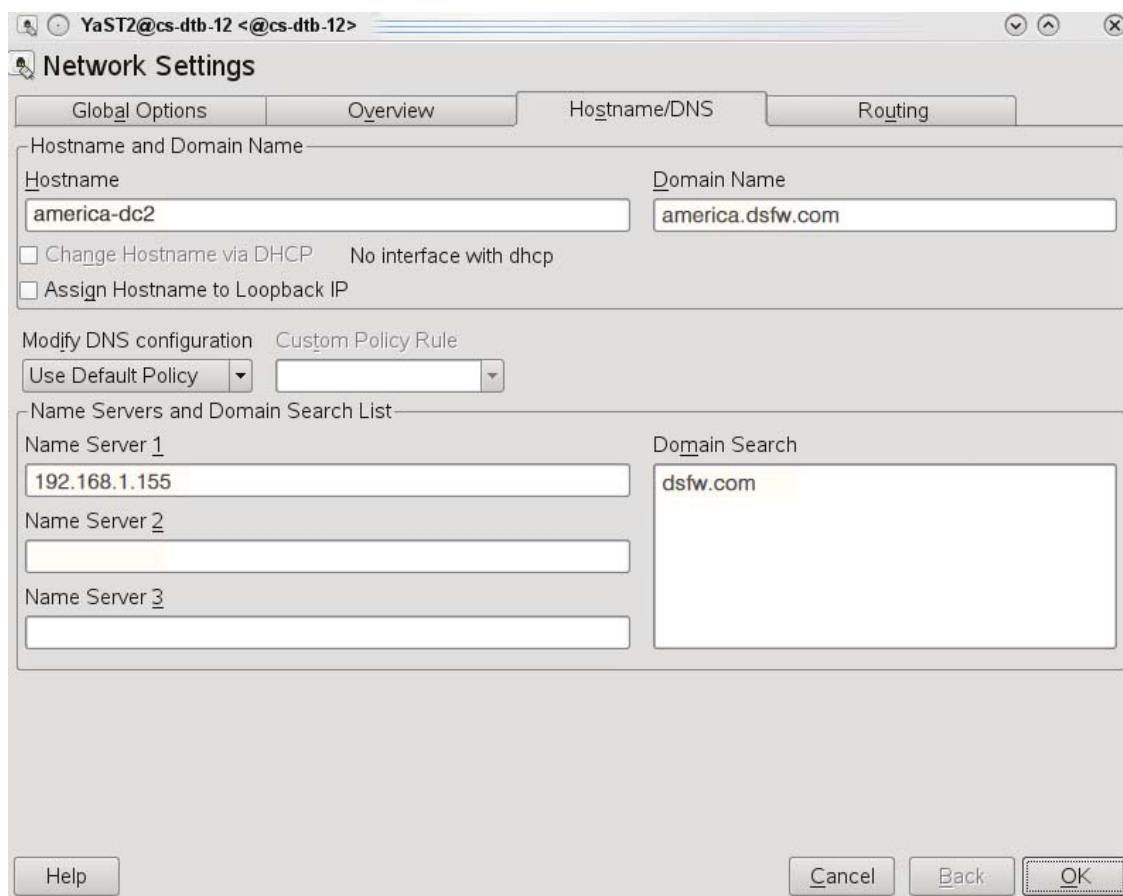 YaST2@cs-dtb-12 <@cs-dtb-12>
Network Settings
Global Options
Overview
Hostname/DNS
Routing
Hostname and Domain Name
Hostname
Domain Name
america-dc2
america.dsfw.com
Change Hostname via DHCP
No interface with dhcp
Assign Hostname to Loopback IP
Modify DNS configuration
Custom Policy Rule
Use Default Policy
Name Servers and Domain Search List
Name Server 1
Domain Search
192.168.1.155
dsfw.com
Name Server 2
Name Server 3
Help
Cancel
Back
OK